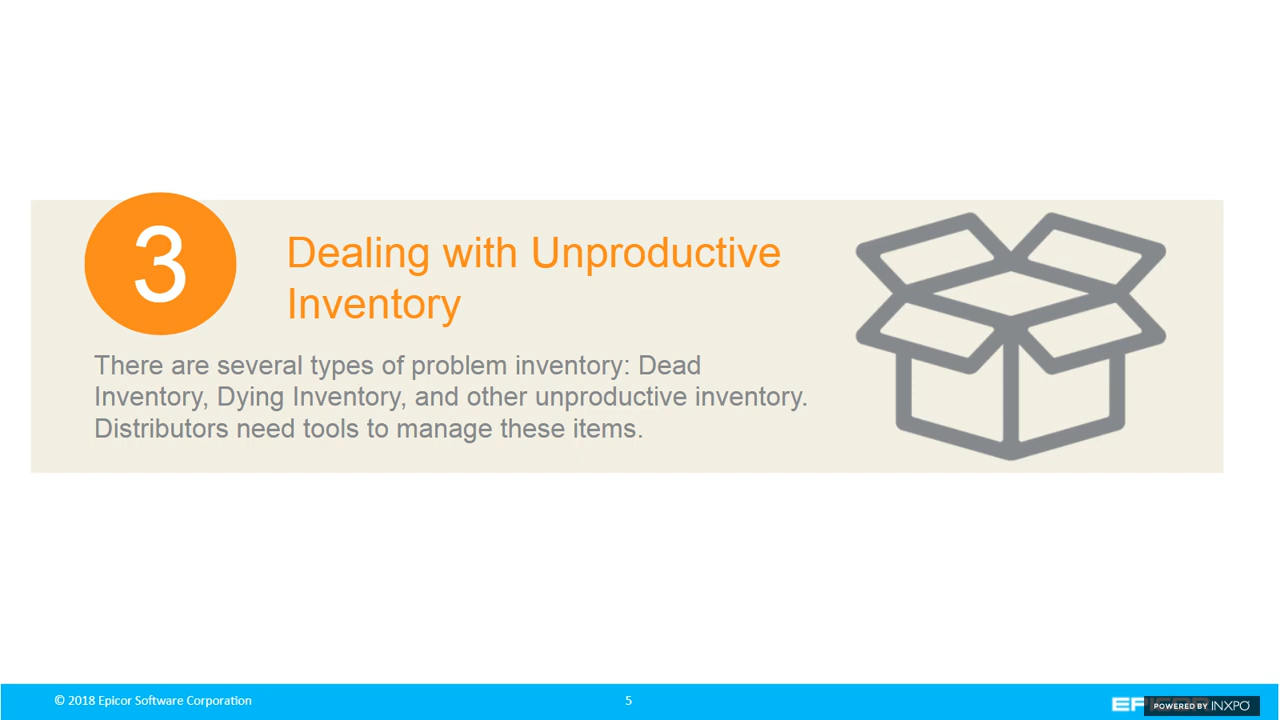 3
Dealing with Unproductive
Inventory
There are several types of problem inventory: Dead
Inventory, Dying Inventory, and other unproductive inventory.
Distributors need tools to manage these items.
© 2018 Epicor Software Corporation
5
POWERED BY INXPO